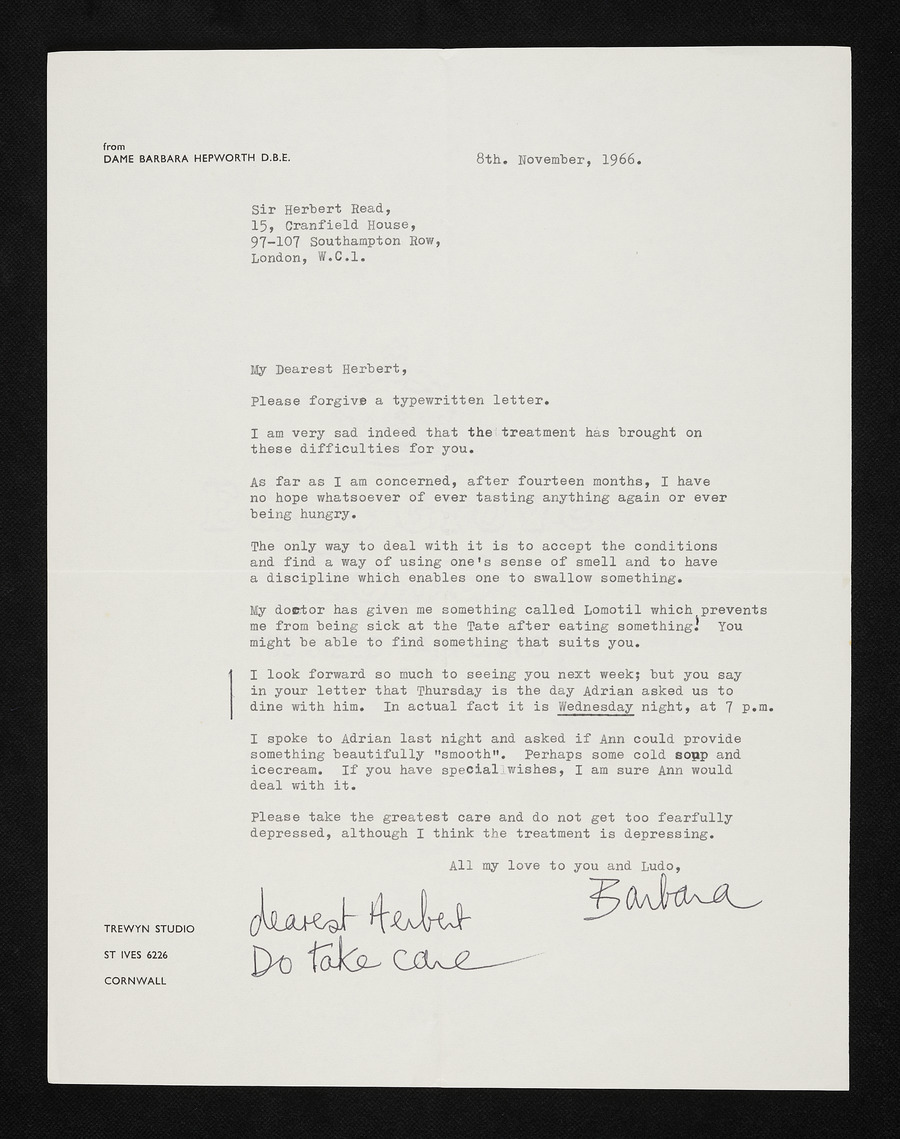 from
DAME BARBARA HEPWORTH D.B.E.
8th. November, 1966.
Sir Herbert Read,
15, Cranfield House,
97-107 Southampton Row,
London, W.C.1.
My Dearest Herbert,
Please forgive a typewritten letter.
I am very sad indeed that the treatment has brought on
these difficulties for you.
As far as I am concerned, after fourteen months, I have
no hope whatsoever of ever tasting anything again or ever
being hungry.
The only way to deal with it is to accept the conditions
and find a way of using one's sense of smell and to have
a discipline which enables one to swallow something.
My doctor has given me something called Lomotil which prevents
me from being sick at the Tate after eating something! You
might be able to find something that suits you.
I look forward so much to seeing you next week; but you say
in your letter that Thursday is the day Adrian asked us to
dine with him. In actual fact it is Wednesday night, at 7 p.m.
I spoke to Adrian last night and asked if Ann could provide
something beautifully "smooth". Perhaps some cold soup and
icecream. If you have special wishes, I am sure Ann would
deal with it.
Please take the greatest care and do not get too fearfully
depressed, although I think the treatment is depressing.
All my love to you and Ludo,
Barbara
dearest Herbert
Do take care
TREWYN STUDIO
ST IVES 6226
CORNWALL